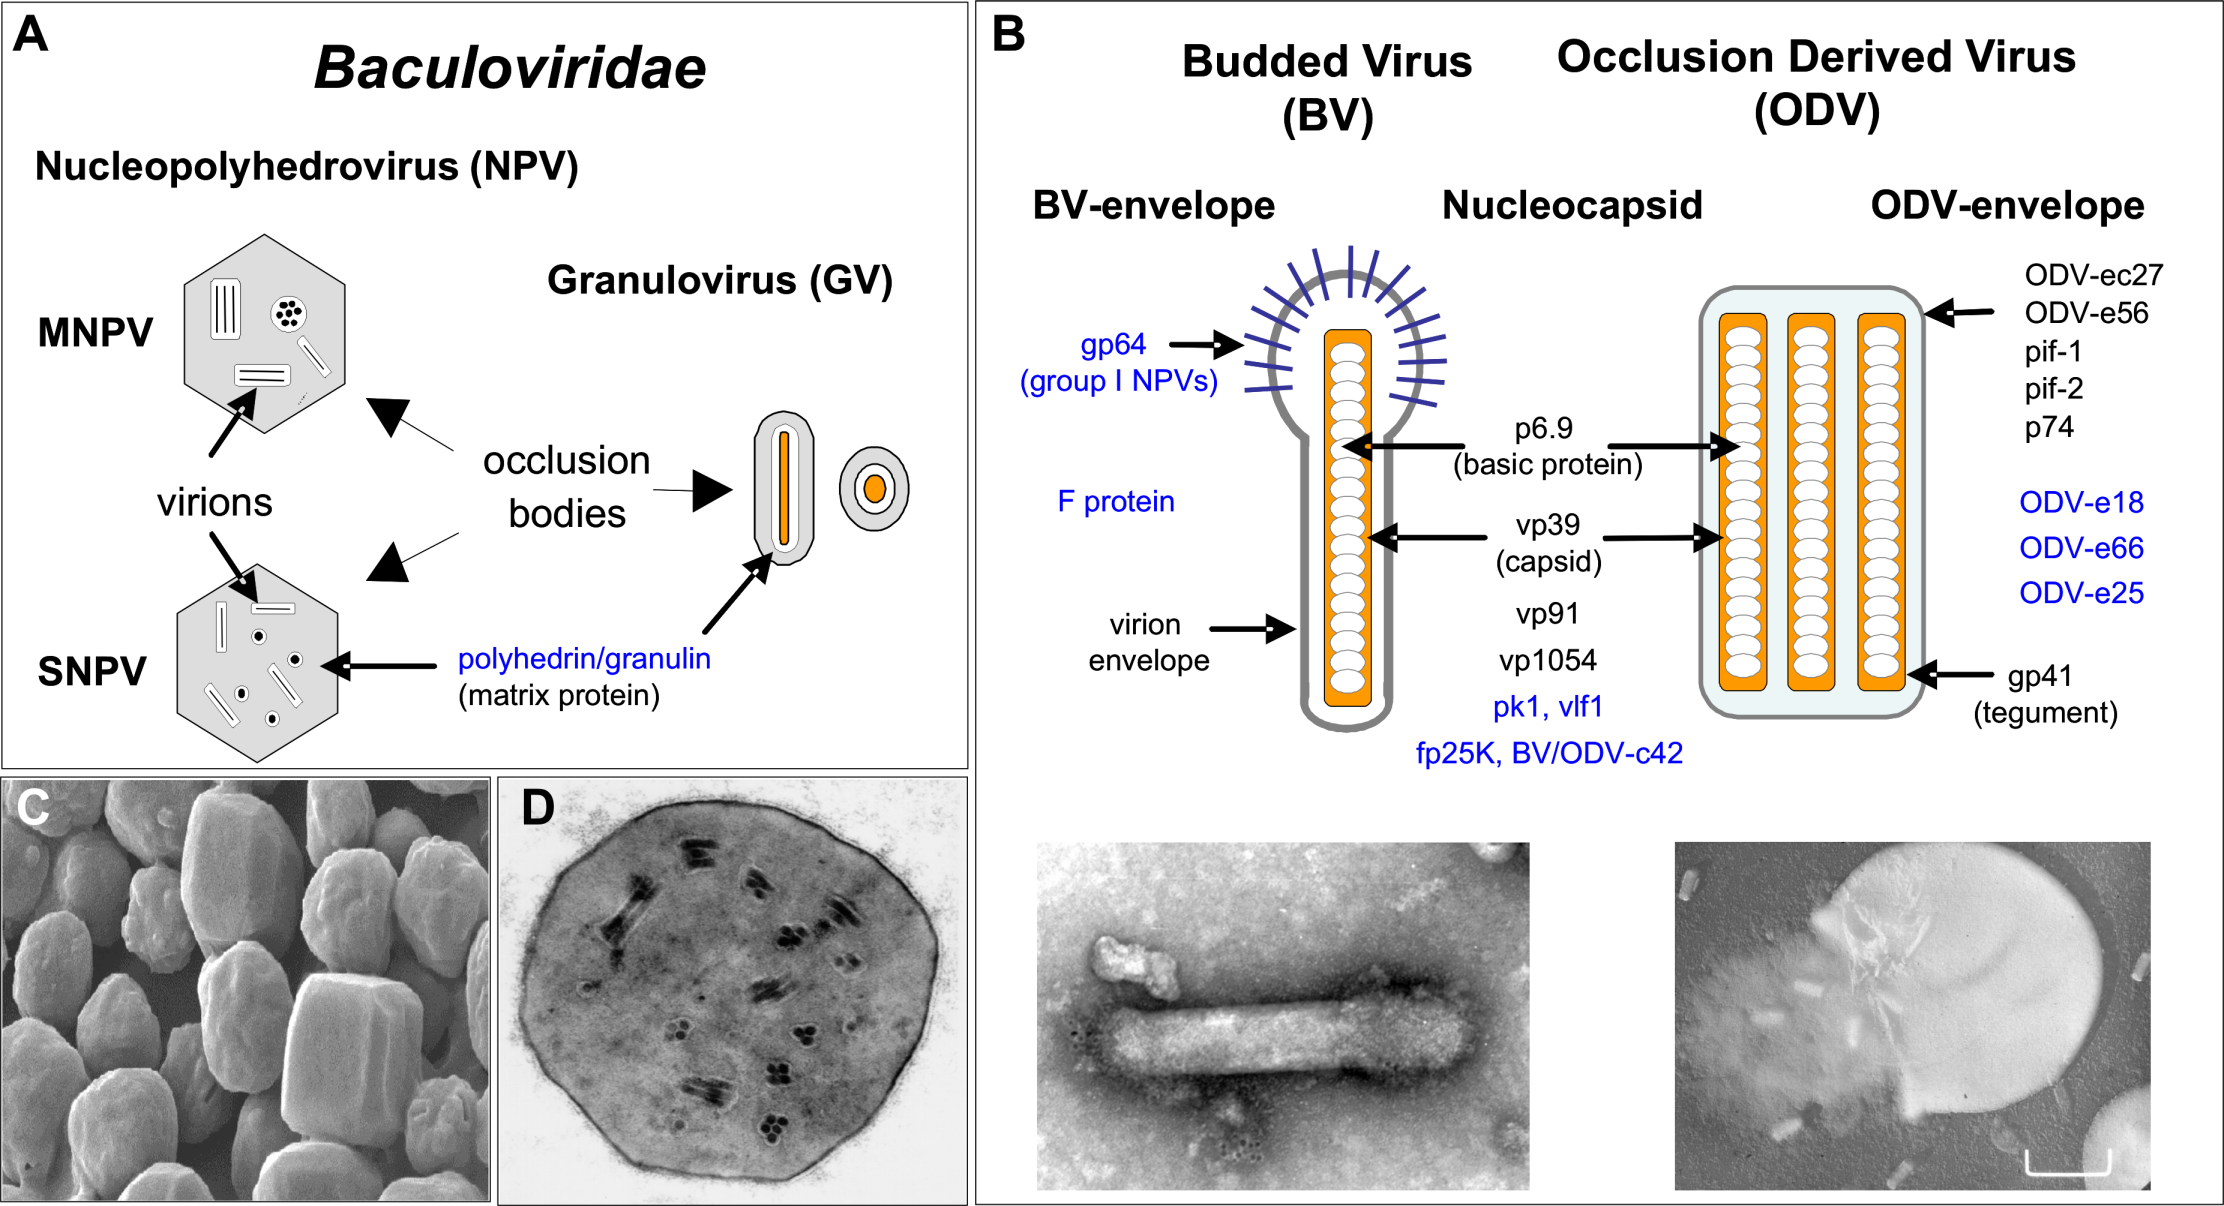 A
Baculoviridae
Nucleopolyhedrovirus (NPV)
Granulovirus (GV)
MNPV
occlusion
bodies
virions
SNPV
polyhedrin/granulin
(matrix protein)
B
Budded Virus
(BV)
Occlusion Derived Virus
(ODV)
BV-envelope
Nucleocapsid
ODV-envelope
gp64
(group I NPVs)
F protein
virion
envelope
p6.9
(basic protein)
vp39
(capsid)
vp91
vp1054
pk1, vlf1
fp25K, BV/ODV-c42
ODV-ec27
ODV-e56
pif-1
pif-2
p74
ODV-e18
ODV-e66
ODV-e25
gp41
(tegument)
C
D